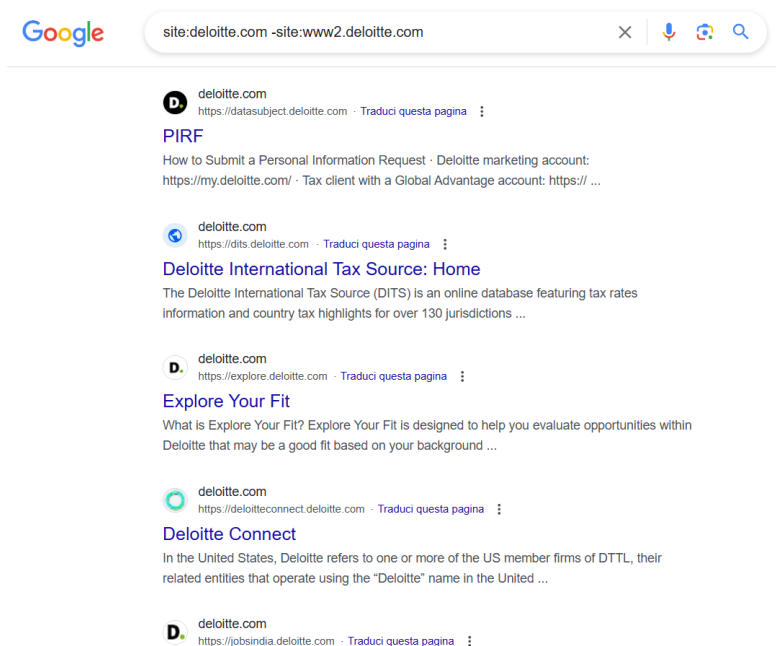 Google
site:deloitte.com -site:www2.deloitte.com
D.
deloitte.com
https://datasubject.deloitte.com · Traduci questa pagina
PIRF
How to Submit a Personal Information Request · Deloitte marketing account:
https://my.deloitte.com/ · Tax client with a Global Advantage account: https:// ...
deloitte.com
https://dits.deloitte.com · Traduci questa pagina
Deloitte International Tax Source: Home
The Deloitte International Tax Source (DITS) is an online database featuring tax rates
information and country tax highlights for over 130 jurisdictions ...
D.
deloitte.com
https://explore.deloitte.com · Traduci questa pagina
Explore Your Fit
What is Explore Your Fit? Explore Your Fit is designed to help you evaluate opportunities within
Deloitte that may be a good fit based on your background ...
deloitte.com
https://deloitteconnect.deloitte.com · Traduci questa pagina
Deloitte Connect
In the United States, Deloitte refers to one or more of the US member firms of DTTL, their
related entities that operate using the “Deloitte” name in the United ...
D.
deloitte.com
https://jobsindia.deloitte.com · Traduci questa pagina